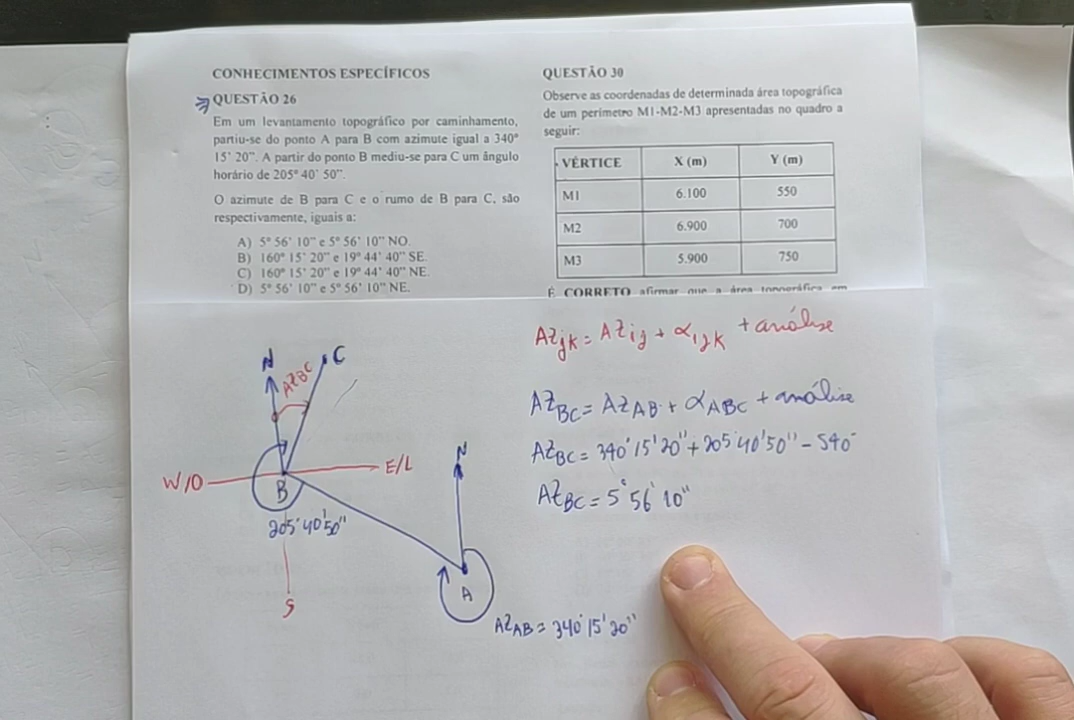 CONHECIMENTOS ESPECÍFICOS
QUESTÃO 26
Em um levantamento topográfico por caminhamento,
partiu-se do ponto A para B com azimute igual a 340°
15' 20". A partir do ponto B mediu-se para C um ângulo
horário de 205° 40' 50".
O azimute de B para C e o rumo de B para C, são
respectivamente, iguais a:
A) 5° 56' 10" e 5° 56' 10" NO.
B) 160° 15' 20" e 19° 44' 40" SE.
C) 160° 15' 20" e 19° 44' 40" NE.
D) 5° 56' 10" e 5° 56' 10" NE.
QUESTÃO 30
Observe as coordenadas de determinada área topográfica
de um perímetro M1-M2-M3 apresentadas no quadro a
seguir:
VÉRTICE X (m) Y (m)
M1 6.100 550
M2 6.900 700
M3 5.900 750
É CORRETO afirmar que a área topográfica em
N
C
AZBC
W/O
E/L
B
205°40'50"
S
N
A
AZAB = 340°15'20"
AZjk = AZij + αijk + análise
AZBC = AZAB + αABC + análise
AZBC = 340°15'20" + 205°40'50" - 540°
AZBC = 5°56'10"